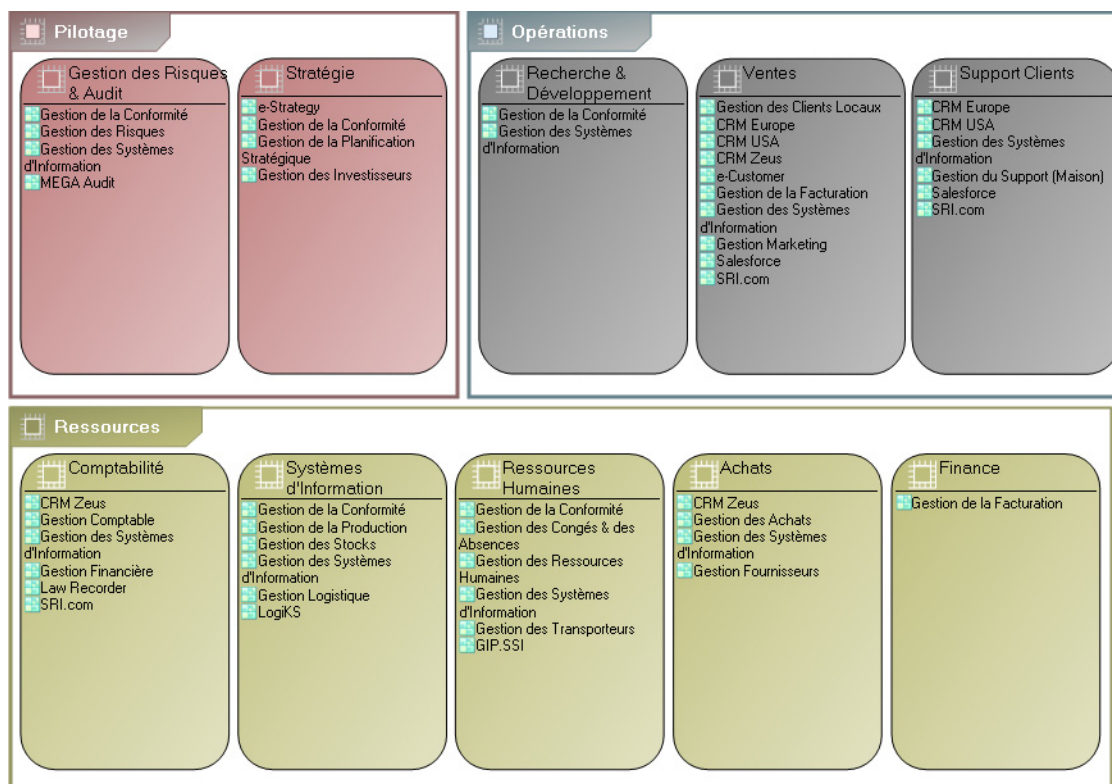 Pilotage
Gestion des Risques
& Audit
Gestion de la Conformité
Gestion des Risques
Gestion des Systèmes
d'Information
MEGA Audit
Stratégie
e-Strategy
Gestion de la Conformité
Gestion de la Planification
Stratégique
Gestion des Investisseurs
Opérations
Recherche &
Développement
Gestion de la Conformité
Gestion des Systèmes
d'Information
Ventes
Gestion des Clients Locaux
CRM Europe
CRM USA
CRM Zeus
e-Customer
Gestion de la Facturation
Gestion des Systèmes
d'Information
Gestion Marketing
Salesforce
SRI.com
Support Clients
CRM Europe
CRM USA
Gestion des Systèmes
d'Information
Gestion du Support (Maison)
Salesforce
SRI.com
Ressources
Comptabilité
CRM Zeus
Gestion Comptable
Gestion des Systèmes
d'Information
Gestion Financière
Law Recorder
SRI.com
Systèmes
d'Information
Gestion de la Conformité
Gestion de la Production
Gestion des Stocks
Gestion des Systèmes
d'Information
Gestion Logistique
LogiKS
Ressources
Humaines
Gestion de la Conformité
Gestion des Congés & des
Absences
Gestion des Ressources
Humaines
Gestion des Systèmes
d'Information
Gestion des Transporteurs
GIP.SSI
Achats
CRM Zeus
Gestion des Achats
Gestion des Systèmes
d'Information
Gestion Fournisseurs
Finance
Gestion de la Facturation